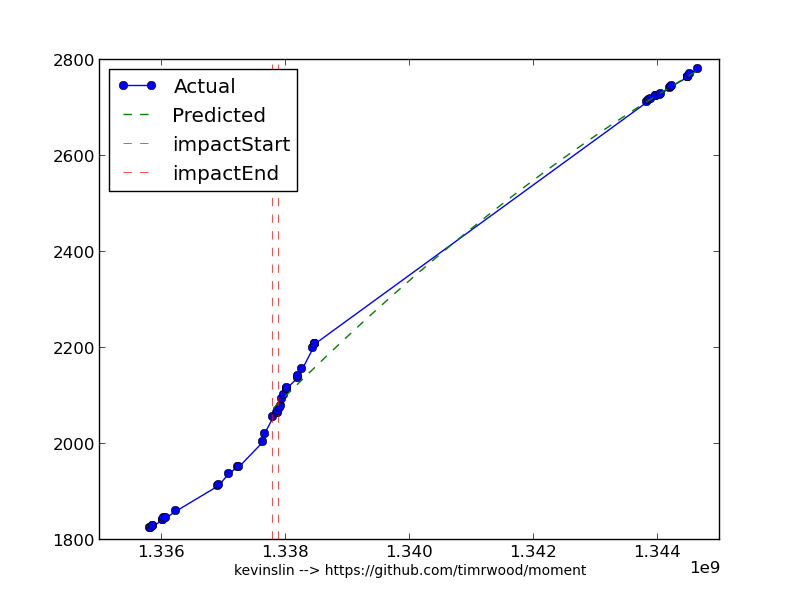 2800
2600
2400
2200
2000
1800
Actual
Predicted
impactStart
impactEnd
1.336 1.338 1.340 1.342 1.344
1e9
kevinslin --> https://github.com/timrwood/moment